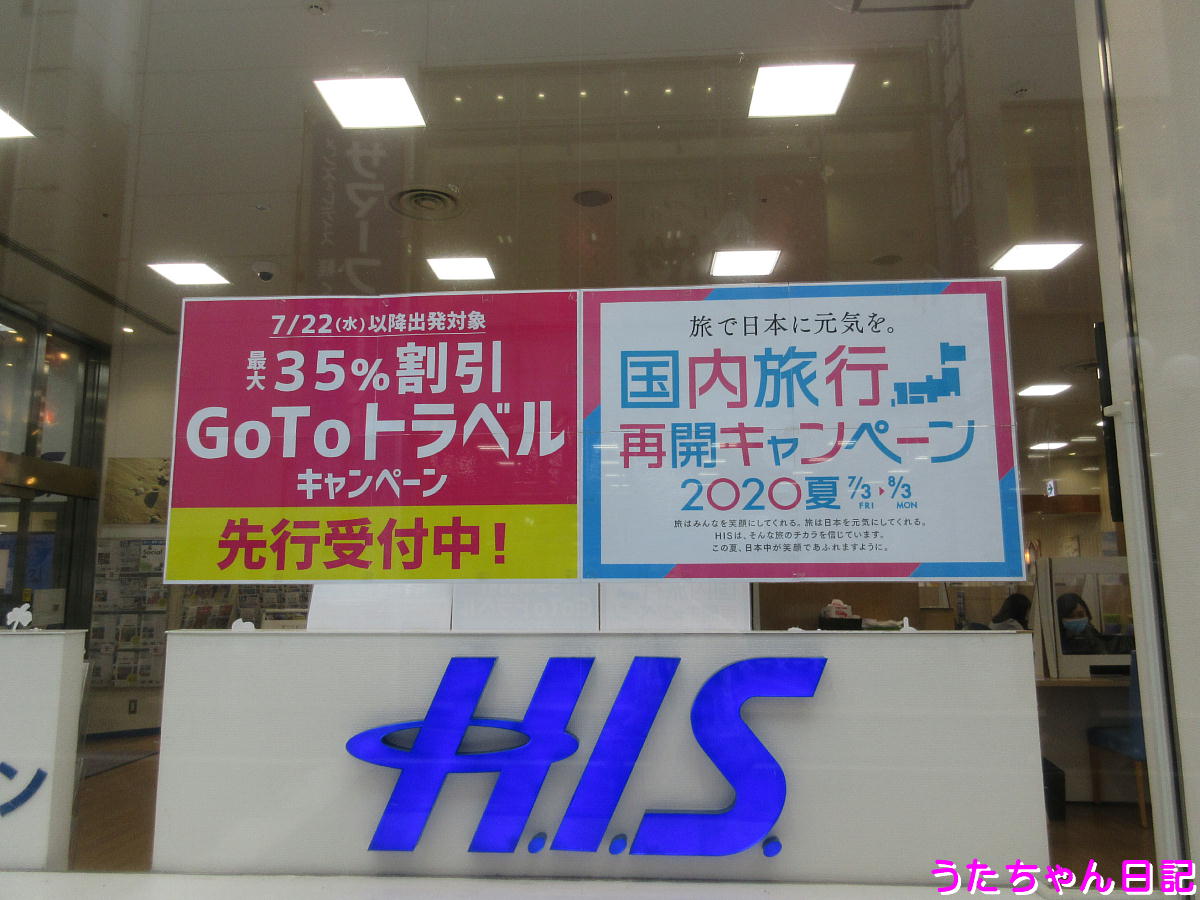 7/22(水)以降出発対象
最大35%割引
GoToトラベル
キャンペーン
先行受付中!
旅で日本に元気を。
国内旅行
再開キャンペーン
2020夏 7/3 FRI 8/3 MON
旅はみんなを笑顔にしてくれる。旅は日本を元気にしてくれる。
HISは、そんな旅のチカラを信じています。
この夏、日本中が笑顔であふれますように。
H.I.S.
ン
うたちゃん日記